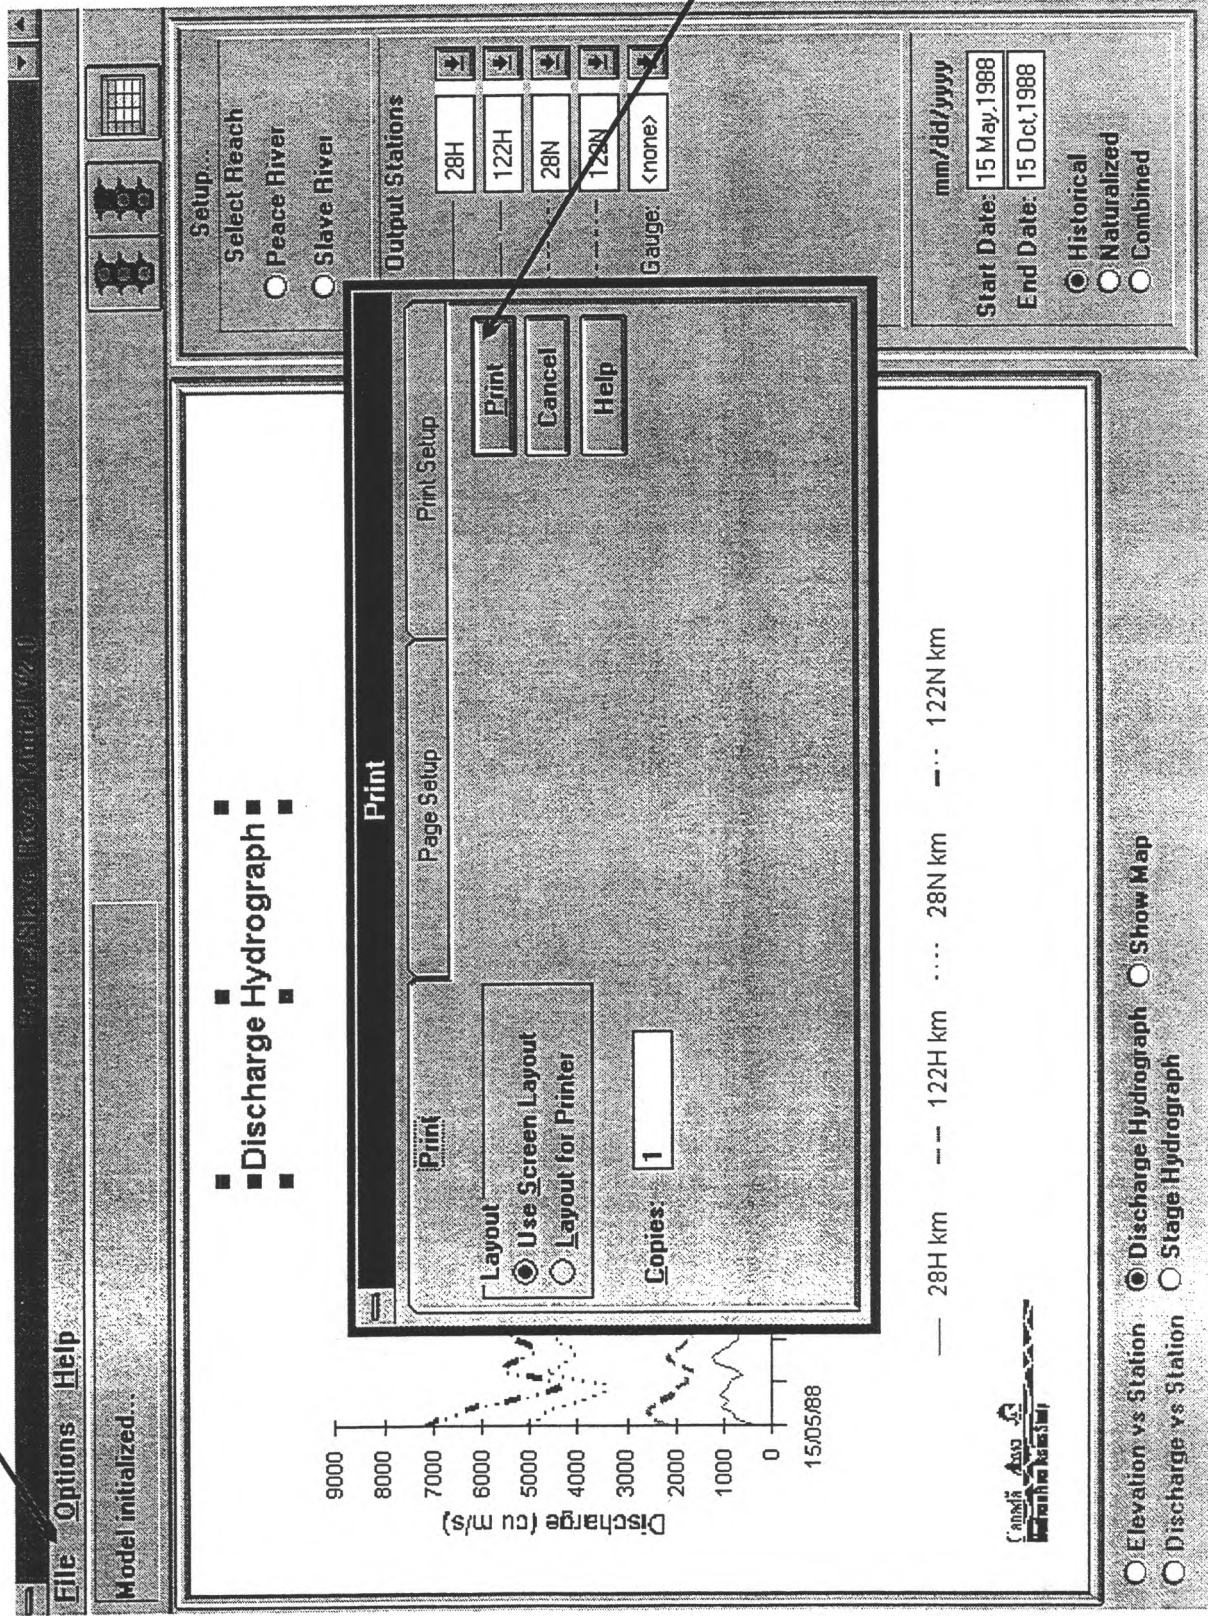 File Options Help
Model initialized...
Discharge Hydrograph
Discharge (cu m/s)
9000
8000
7000
6000
5000
4000
3000
2000
1000
0
15/05/88
28H km 122H km 28N km 122N km
Canada
Print
Print Page Setup Print Setup
Layout
Use Screen Layout
Layout for Printer
Copies: 1
Print
Cancel
Help
Setup...
Select Reach
Peace River
Slave River
Output Stations
28H
122H
28N
122N
Gauge: <none>
mm/dd/yyyy
Start Date: 15 May,1988
End Date: 15 Oct,1988
Historical
Naturalized
Combined
Elevation vs Station Discharge Hydrograph Show Map
Discharge vs Station Stage Hydrograph